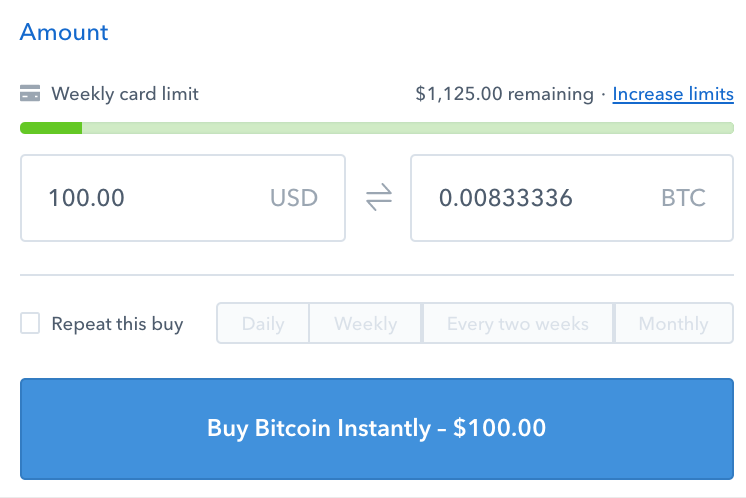 Amount
Weekly card limit $1,125.00 remaining · Increase limits
100.00 USD 0.00833336 BTC
Repeat this buy Daily Weekly Every two weeks Monthly
Buy Bitcoin Instantly – $100.00